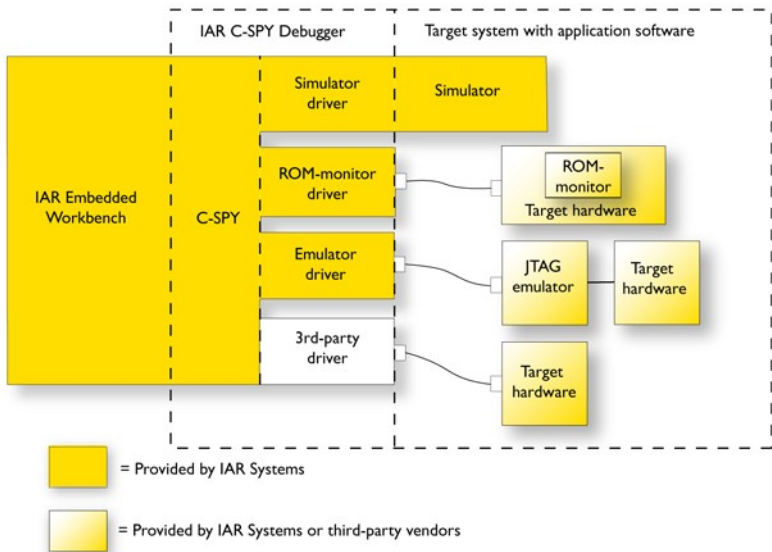 IAR C-SPY Debugger
Target system with application software
Simulator
driver
Simulator
IAR Embedded
Workbench
C-SPY
ROM-monitor
driver
ROM-
monitor
Target hardware
Emulator
driver
JTAG
emulator
Target
hardware
3rd-party
driver
Target
hardware
= Provided by IAR Systems
= Provided by IAR Systems or third-party vendors